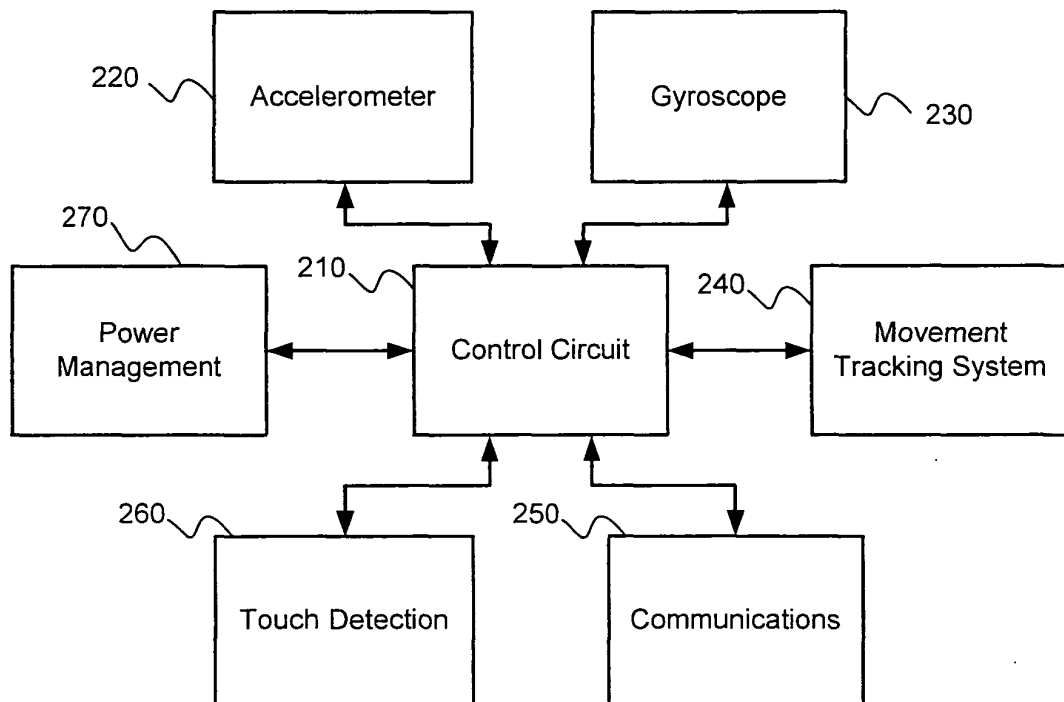 220
Accelerometer
Gyroscope
230
270
210
240
Power
Management
Control Circuit
Movement
Tracking System
260
250
Touch Detection
Communications